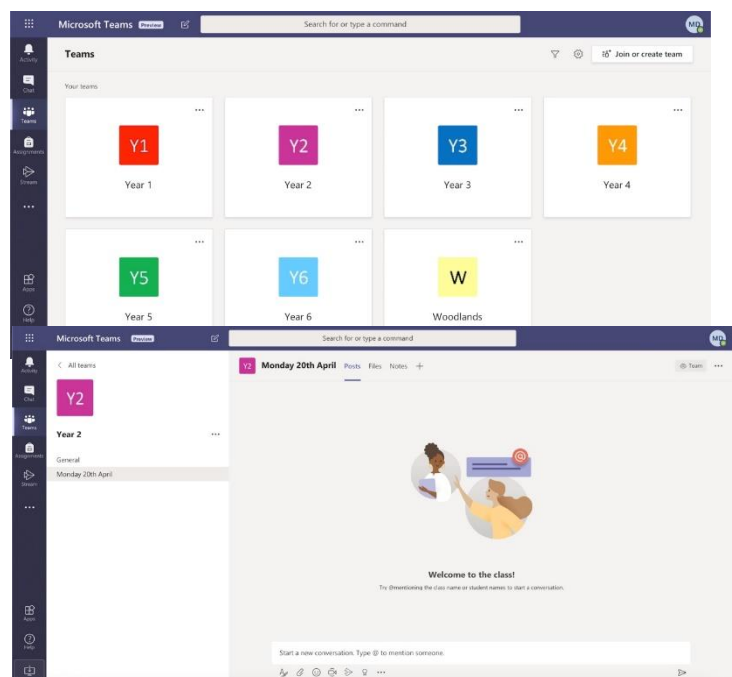 Microsoft Teams Preview Search for or type a command MD
Activity
Teams Join or create team
Chat
Your teams
Teams
Y1 Y2 Y3 Y4
Assignments
Year 1 Year 2 Year 3 Year 4
Stream
Y5 Y6 W
Apps
Year 5 Year 6 Woodlands
Help
Microsoft Teams Preview Search for or type a command MD
Activity
All teams Y2 Monday 20th April Posts Files Notes Team
Chat
Y2
Teams
Year 2
Assignments
General
Monday 20th April
Stream
Welcome to the class!
Try @mentioning the class name or student names to start a conversation.
Apps
Help
Start a new conversation. Type @ to mention someone.